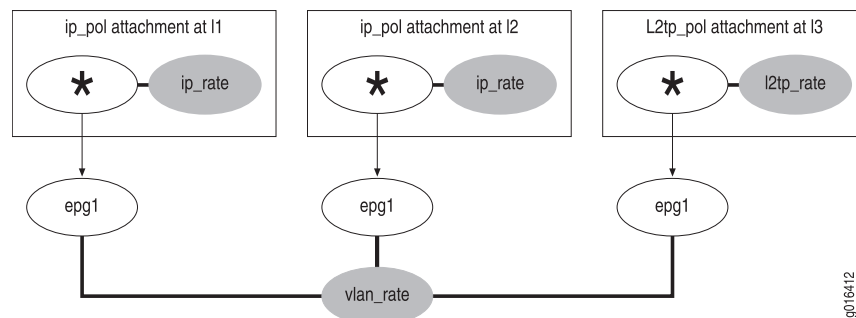 ip_pol attachment at I1
ip_pol attachment at I2
L2tp_pol attachment at I3
*
ip_rate
*
ip_rate
*
l2tp_rate
epg1
epg1
epg1
vlan_rate
g016412